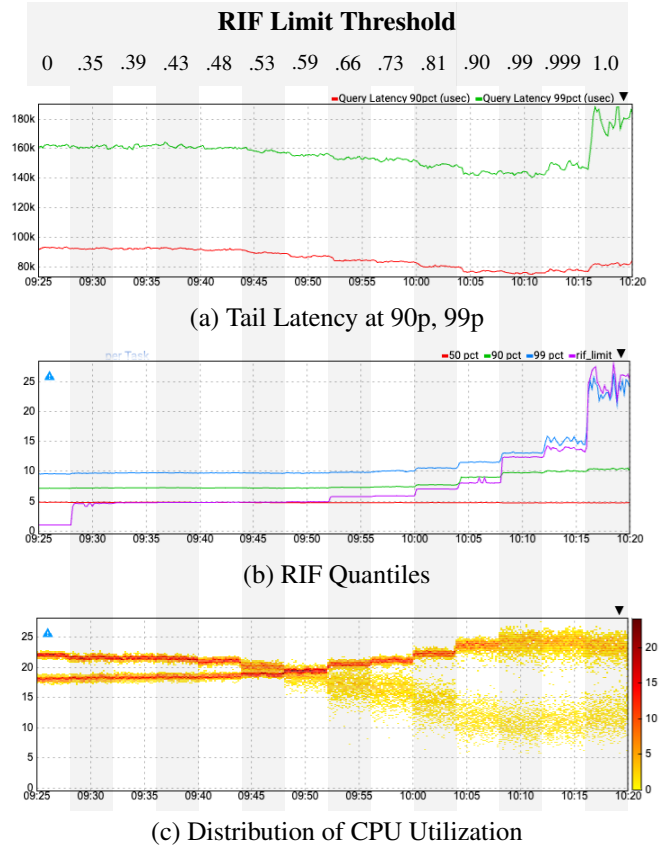 RIF Limit Threshold
0 .35 .39 .43 .48 .53 .59 .66 .73 .81 .90 .99 .999 1.0
Query Latency 90pct (usec) Query Latency 99pct (usec)
180k
160k
140k
120k
100k
80k
09:25 09:30 09:35 09:40 09:45 09:50 09:55 10:00 10:05 10:10 10:15 10:20
(a) Tail Latency at 90p, 99p
per Task
50 pct 90 pct 99 pct rif_limit
25
20
15
10
5
0
09:25 09:30 09:35 09:40 09:45 09:50 09:55 10:00 10:05 10:10 10:15 10:20
(b) RIF Quantiles
25
20
15
10
5
0
20
15
10
5
0
09:25 09:30 09:35 09:40 09:45 09:50 09:55 10:00 10:05 10:10 10:15 10:20
(c) Distribution of CPU Utilization